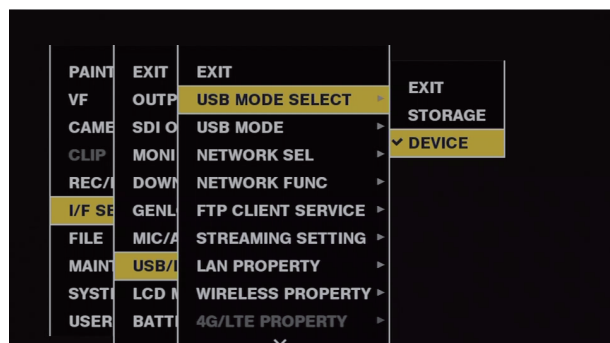 PAINT
VF
CAME
CLIP
REC/
I/F SE
FILE
MAIN
SYST
USER
EXIT
OUTP
SDI O
MONI
DOWN
GENL
MIC/A
USB/
LCD
BATT
EXIT
USB MODE SELECT
USB MODE
NETWORK SEL
NETWORK FUNC
FTP CLIENT SERVICE
STREAMING SETTING
LAN PROPERTY
WIRELESS PROPERTY
4G/LTE PROPERTY
EXIT
STORAGE
DEVICE